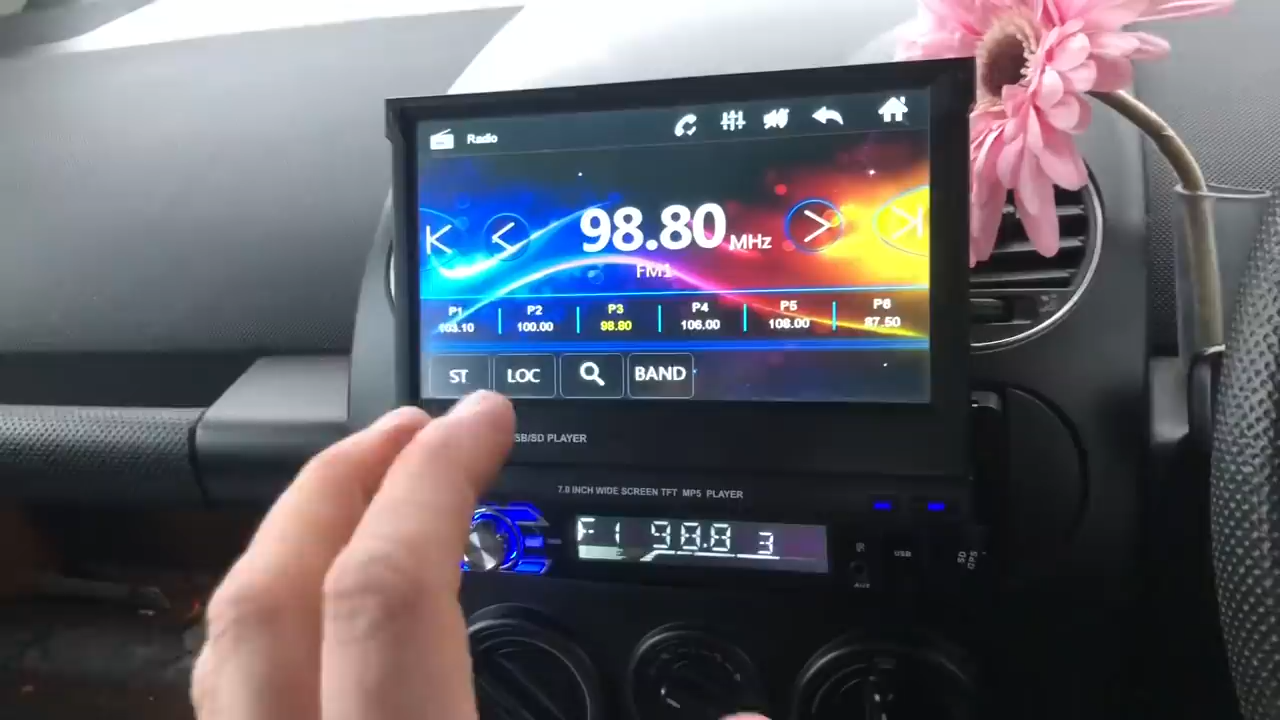 Radio
98.80 MHz
FM1
P1 P2 P3 P4 P5 P6
103.10 100.00 98.80 106.00 108.00 87.50
ST LOC BAND
SB/SD PLAYER
7.0 INCH WIDE SCREEN TFT MP5 PLAYER
F1 98.8 3
USB
SD
GPS
AUX